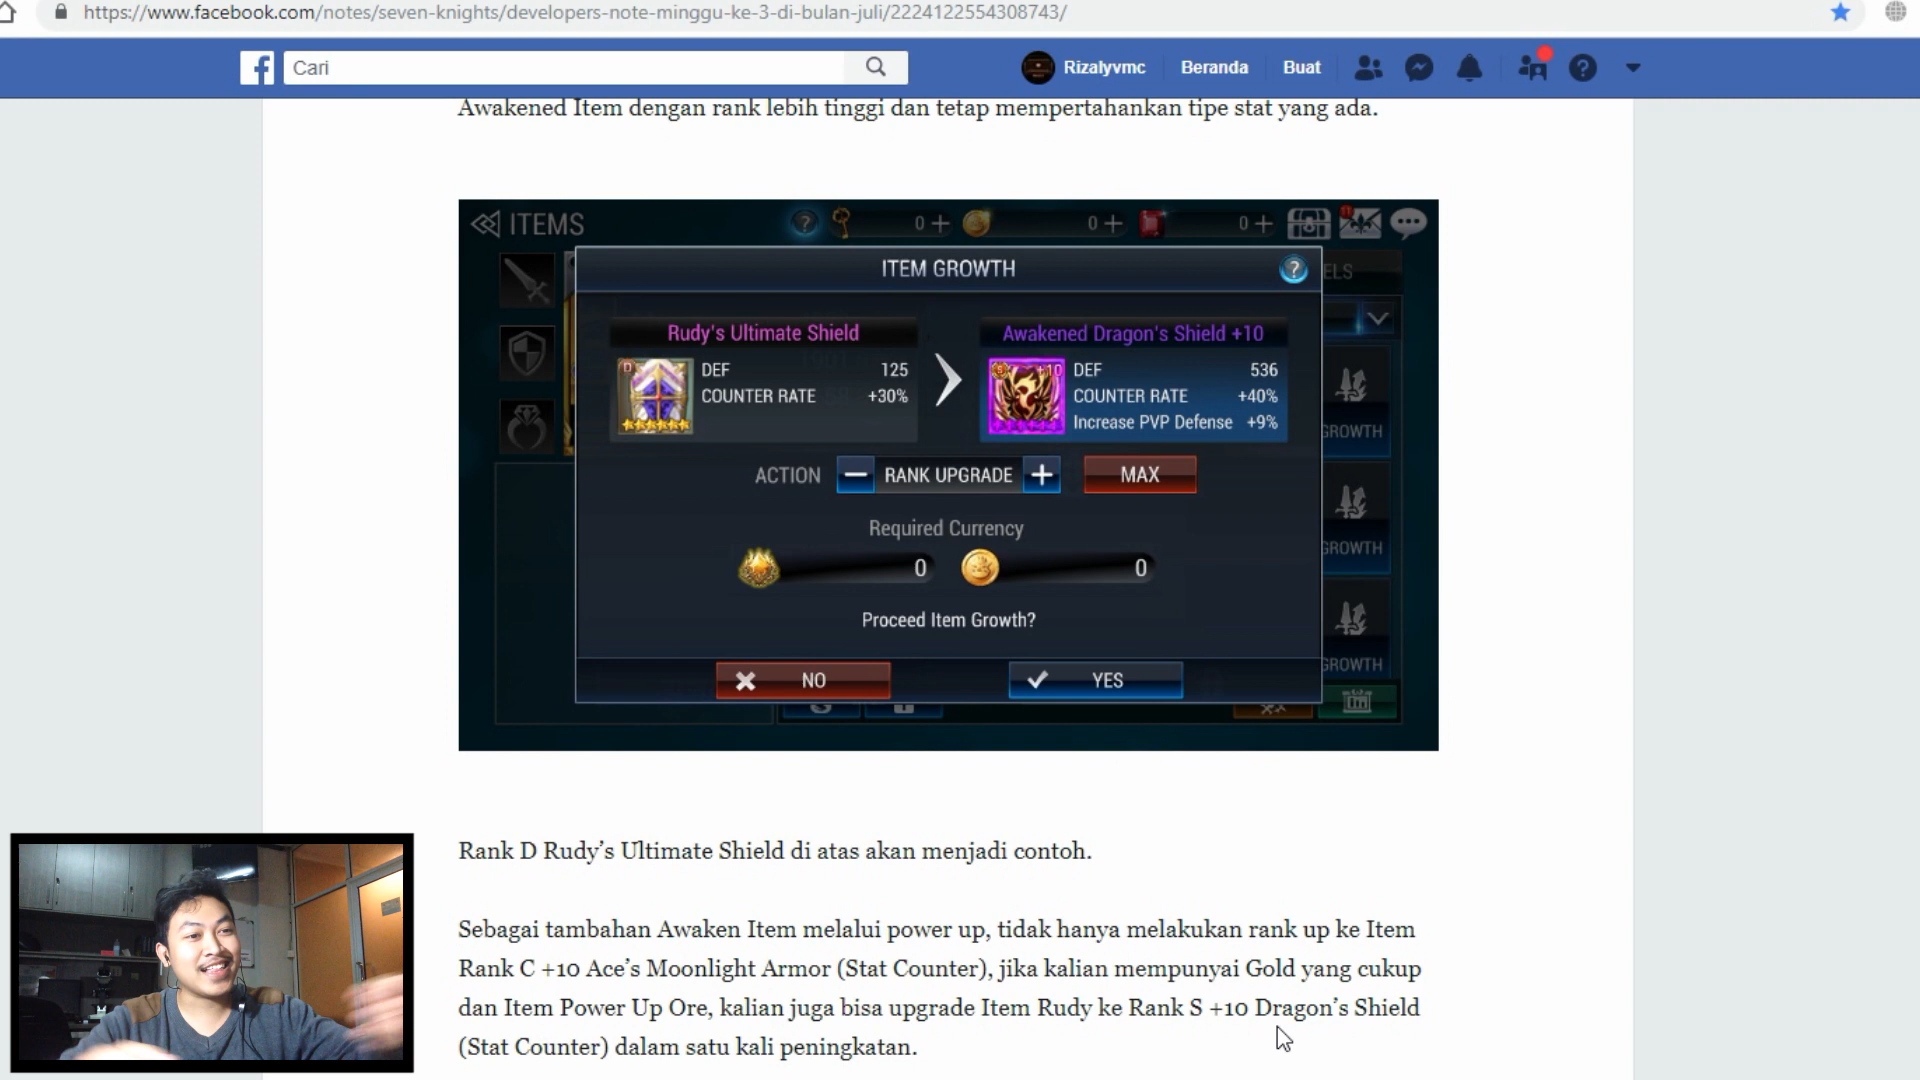 https://www.facebook.com/notes/seven-knights/developers-note-minggu-ke-3-di-bulan-juli/2224122554308743/
Cari
Rizalyvmc Beranda Buat
Awakened Item dengan rank lebih tinggi dan tetap mempertahankan tipe stat yang ada.
ITEMS
0 + 0 + 0 +
ITEM GROWTH
ELS
Rudy's Ultimate Shield
DEF 125
COUNTER RATE +30%
Awakened Dragon's Shield +10
DEF 536
COUNTER RATE +40%
Increase PVP Defense +9%
ACTION RANK UPGRADE MAX
Required Currency
0 0
Proceed Item Growth?
NO YES
GROWTH
GROWTH
GROWTH
Rank D Rudy's Ultimate Shield di atas akan menjadi contoh.
Sebagai tambahan Awaken Item melalui power up, tidak hanya melakukan rank up ke Item
Rank C +10 Ace's Moonlight Armor (Stat Counter), jika kalian mempunyai Gold yang cukup
dan Item Power Up Ore, kalian juga bisa upgrade Item Rudy ke Rank S +10 Dragon's Shield
(Stat Counter) dalam satu kali peningkatan.